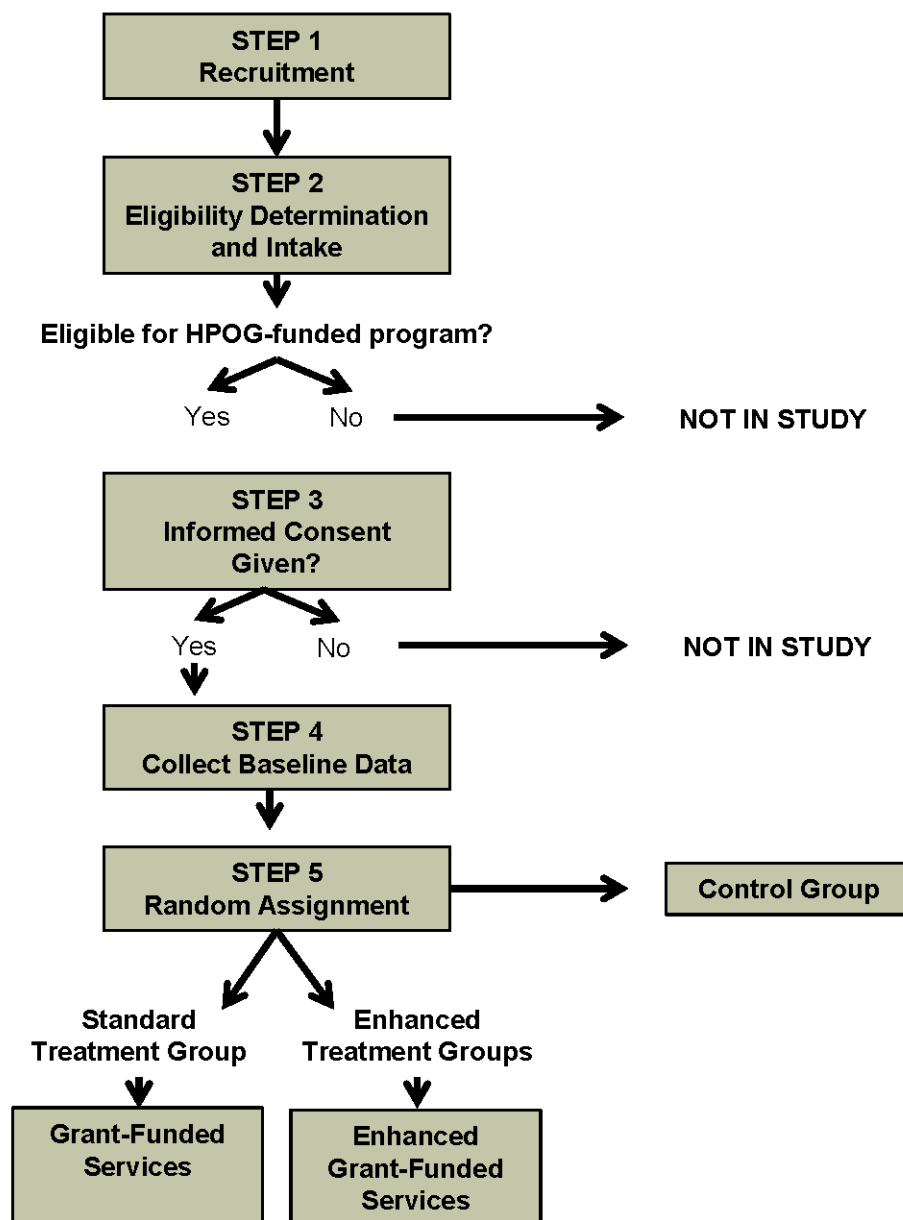 STEP 1
Recruitment
STEP 2
Eligibility Determination
and Intake
Eligible for HPOG-funded program?
Yes
No
NOT IN STUDY
STEP 3
Informed Consent
Given?
Yes
No
NOT IN STUDY
STEP 4
Collect Baseline Data
STEP 5
Random Assignment
Control Group
Standard
Treatment Group
Enhanced
Treatment Groups
Grant-Funded
Services
Enhanced
Grant-Funded
Services